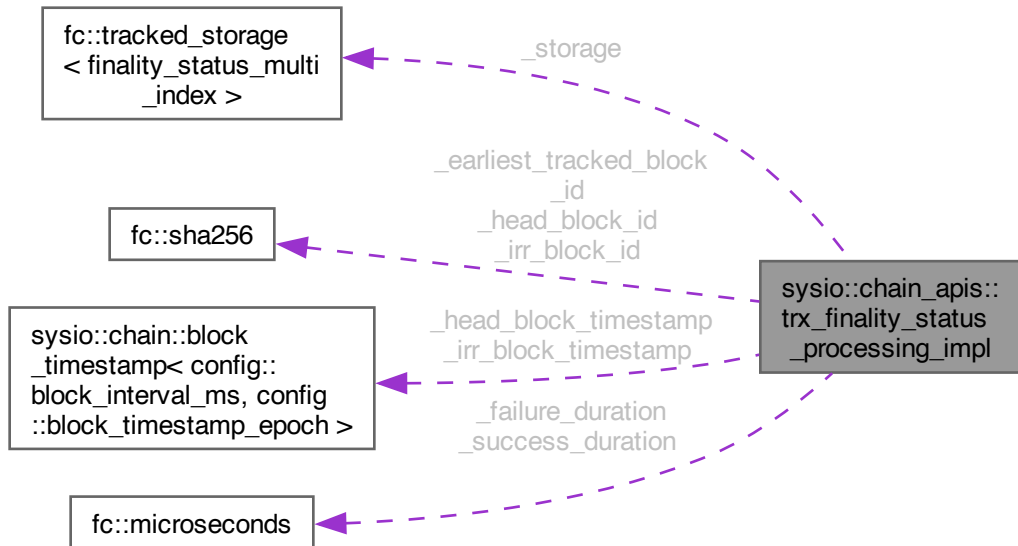 fc::tracked_storage
< finality_status_multi
_index >
_storage
_earliest_tracked_block
_id
_head_block_id
_irr_block_id
fc::sha256
sysio::chain_apis::
trx_finality_status
_processing_impl
sysio::chain::block
_timestamp< config::
block_interval_ms, config
::block_timestamp_epoch >
_head_block_timestamp
_irr_block_timestamp
_failure_duration
_success_duration
fc::microseconds